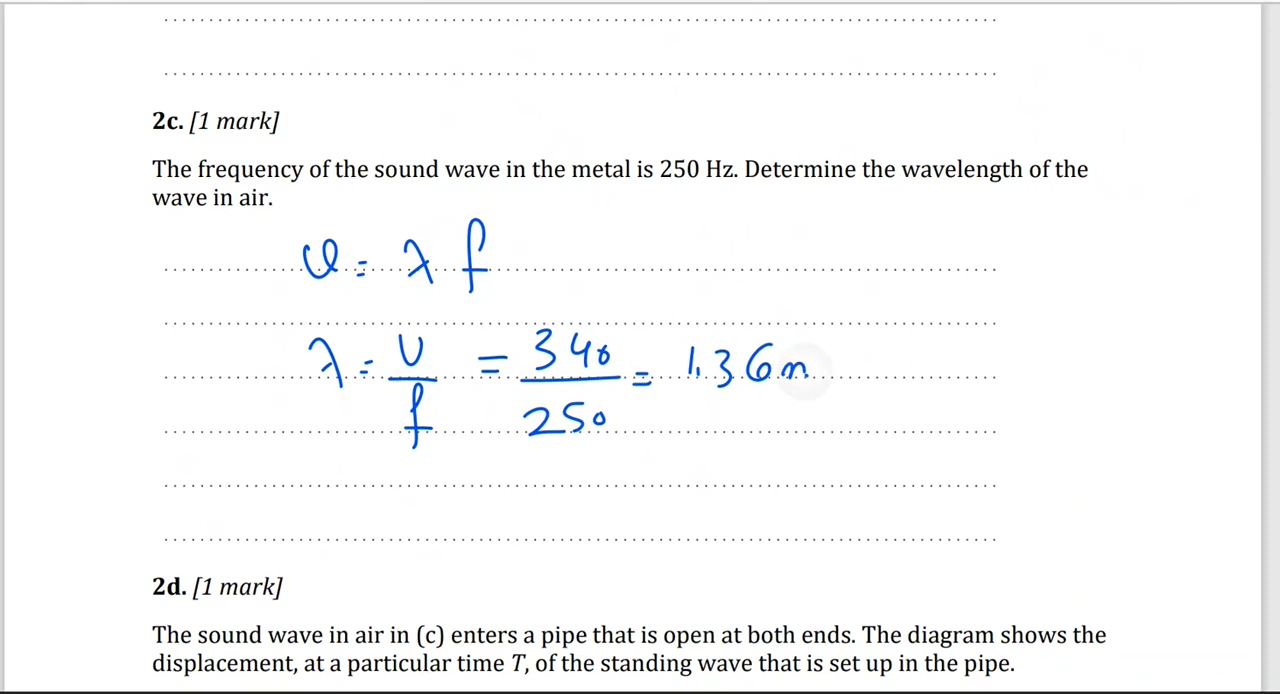 2c. [1 mark]
The frequency of the sound wave in the metal is 250 Hz. Determine the wavelength of the
wave in air.
v = λ f
λ = v/f = 340/250 = 1.36m
2d. [1 mark]
The sound wave in air in (c) enters a pipe that is open at both ends. The diagram shows the
displacement, at a particular time T, of the standing wave that is set up in the pipe.